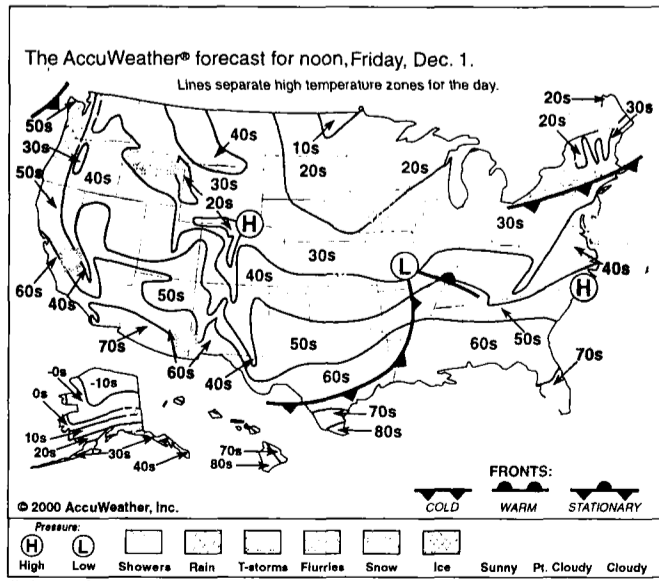 The AccuWeather® forecast for noon, Friday, Dec. 1.
Lines separate high temperature zones for the day.
50s
30s
50s
40s
60s
40s
70s
50s
60s
40s
30s
20s
40s
10s
20s
20s
H
30s
40s
L
50s
60s
70s
80s
20s
20s
30s
30s
40s
H
50s
60s
70s
-0s
-10s
0s
10s
20s
30s
40s
70s
80s
FRONTS:
COLD WARM STATIONARY
© 2000 AccuWeather, Inc.
Pressure:
H L
High Low Showers Rain T-storms Flurries Snow Ice Sunny Pt. Cloudy Cloudy